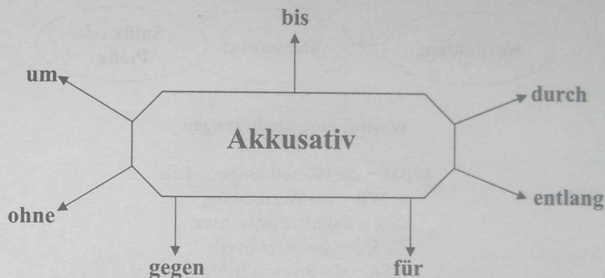 bis
um
durch
Akkusativ
ohne
entlang
gegen
für